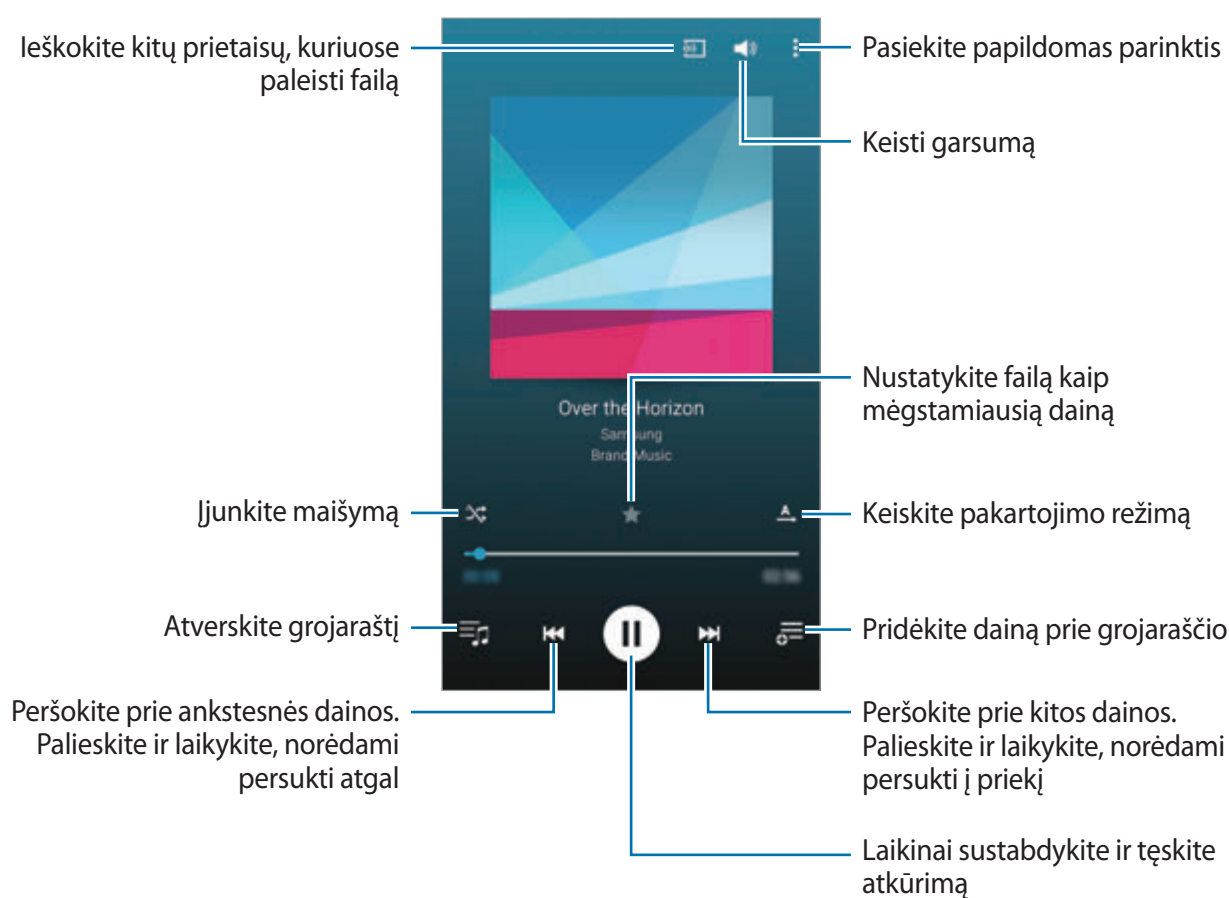 Ieškokite kitų prietaisų, kuriuose
paleisti failą
Pasiekite papildomas parinktis
Keisti garsumą
Nustatykite failą kaip
mėgstamiausią dainą
Over the Horizon
Samsung
Brand Music
Įjunkite maišymą
Keiskite pakartojimo režimą
Atverskite grojaraštį
Pridėkite dainą prie grojaraščio
Peršokite prie ankstesnės dainos.
Palieskite ir laikykite, norėdami
persukti atgal
Peršokite prie kitos dainos.
Palieskite ir laikykite, norėdami
persukti į priekį
Laikinai sustabdykite ir tęskite
atkūrimą